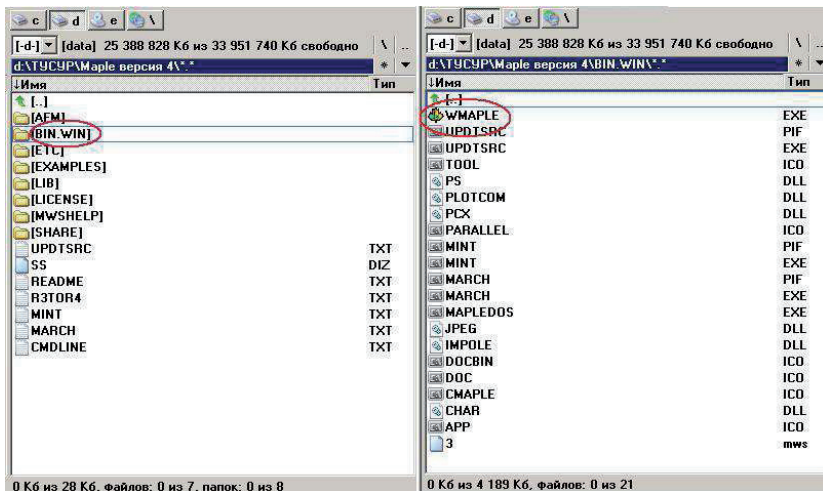 c d e \
[-d-] [data] 25 388 828 Кб из 33 951 740 Кб свободно \ ..
d:\ТУСУР\Maple версия 4\*.* * ▼
↓Имя Тип
[..]
[AFM]
[BIN.WIN]
[ETC]
[EXAMPLES]
[LIB]
[LICENSE]
[MWSHELP]
[SHARE]
UPDTSRC TXT
SS DIZ
README TXT
R3TOR4 TXT
MINT TXT
MARCH TXT
CMDLINE TXT
0 Кб из 28 Кб, файлов: 0 из 7, папок: 0 из 8
c d e \
[-d-] [data] 25 388 828 Кб из 33 951 740 Кб свободно \ ..
d:\ТУСУР\Maple версия 4\BIN.WIN\*.* * ▼
↓Имя Тип
[..]
WMAPLE EXE
UPDTSRC PIF
UPDTSRC EXE
TOOL ICO
PS DLL
PLOTCOM DLL
PCX DLL
PARALLEL ICO
MINT PIF
MINT EXE
MARCH PIF
MARCH EXE
MAPLEDOS EXE
JPEG DLL
IMPOLE DLL
DOCBIN ICO
DOC ICO
CMAPLE ICO
CHAR DLL
APP ICO
3 mws
0 Кб из 4 189 Кб, файлов: 0 из 21